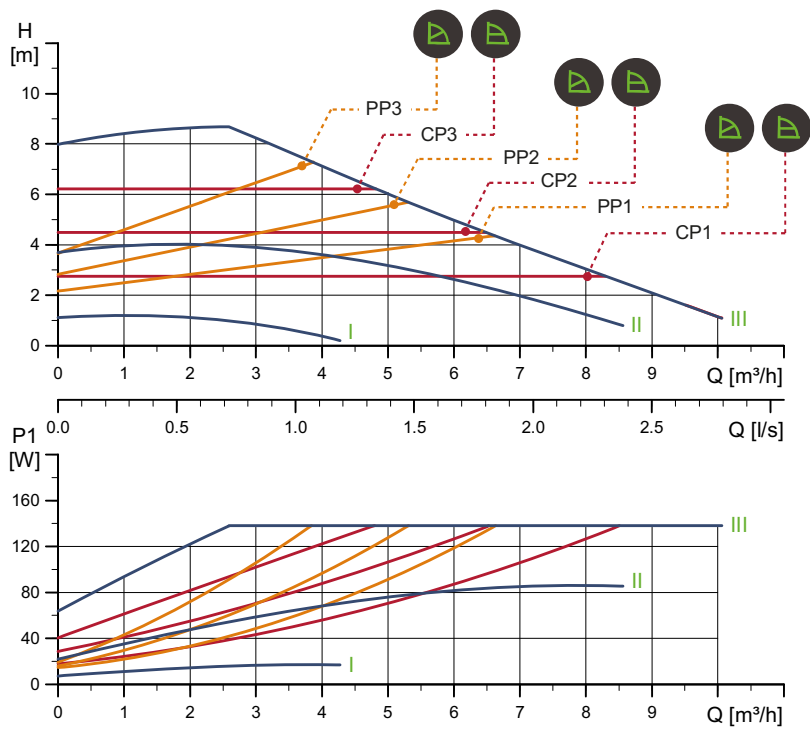 H
[m]
10
8
6
4
2
0
PP3
CP3
PP2
CP2
PP1
CP1
I
II
III
0 1 2 3 4 5 6 7 8 9 Q [m³/h]
0.0 0.5 1.0 1.5 2.0 2.5 Q [l/s]
P1
[W]
160
120
80
40
0
III
II
I
0 1 2 3 4 5 6 7 8 9 Q [m³/h]